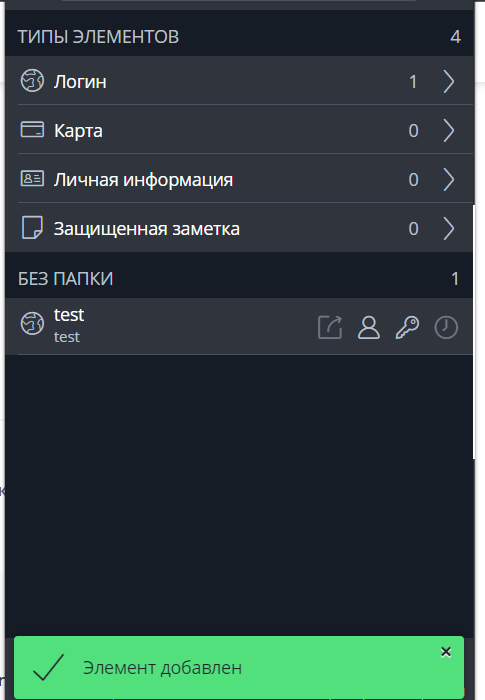 ТИПЫ ЭЛЕМЕНТОВ 4
Логин 1
Карта 0
Личная информация 0
Защищенная заметка 0
БЕЗ ПАПКИ 1
test
test
Элемент добавлен